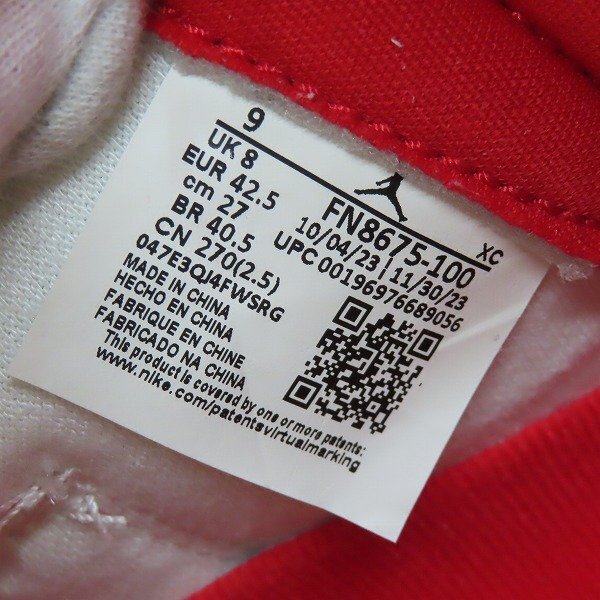 9
UK 8
EUR 42.5
cm 27
BR 40.5
CN 270(2.5)
047E3QI4FWSRG
MADE IN CHINA
HECHO EN CHINA
FABRIQUE EN CHINE
FABRICADO NA CHINA
This product is covered by one or more patents:
www.nike.com/patentsvirtualmarking
FN8675-100 XC
10/04/23 | 11/30/23
UPC 00196976689056